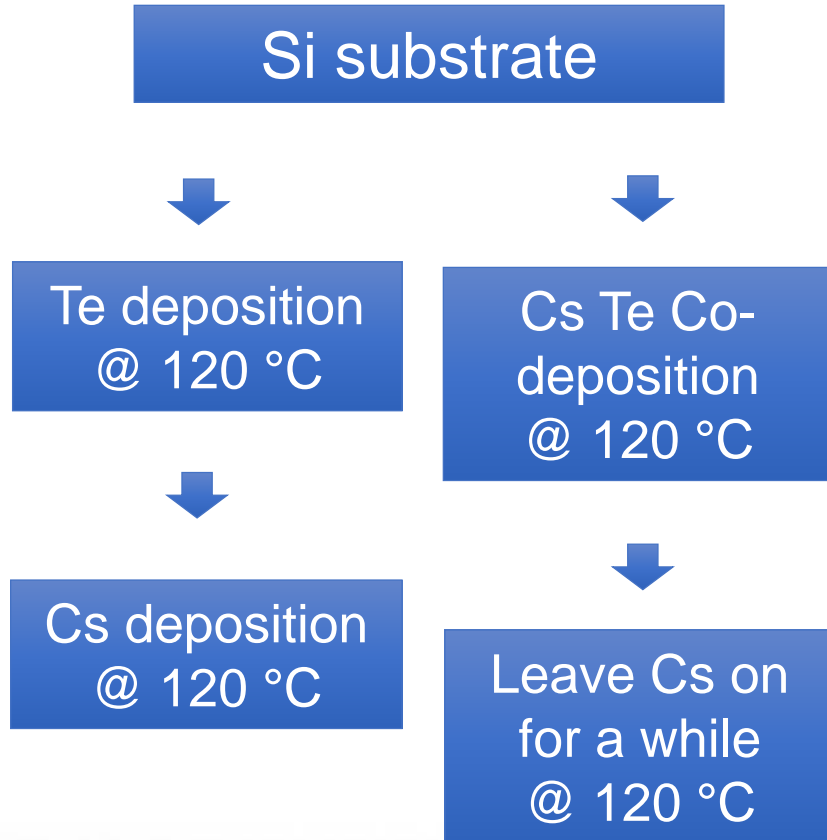 Si substrate
Te deposition
@ 120 °C
Cs deposition
@ 120 °C
Cs Te Co-
deposition
@ 120 °C
Leave Cs on
for a while
@ 120 °C